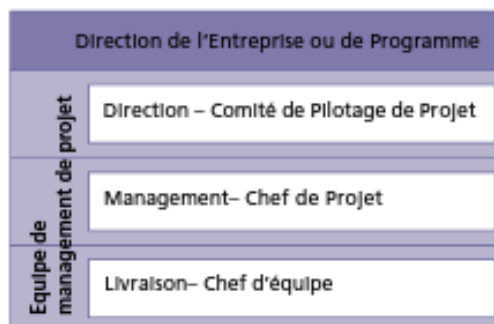 Direction de l'Entreprise ou de Programme
Direction – Comité de Pilotage de Projet
Management– Chef de Projet
Livraison– Chef d'équipe
Equipe de
management de projet